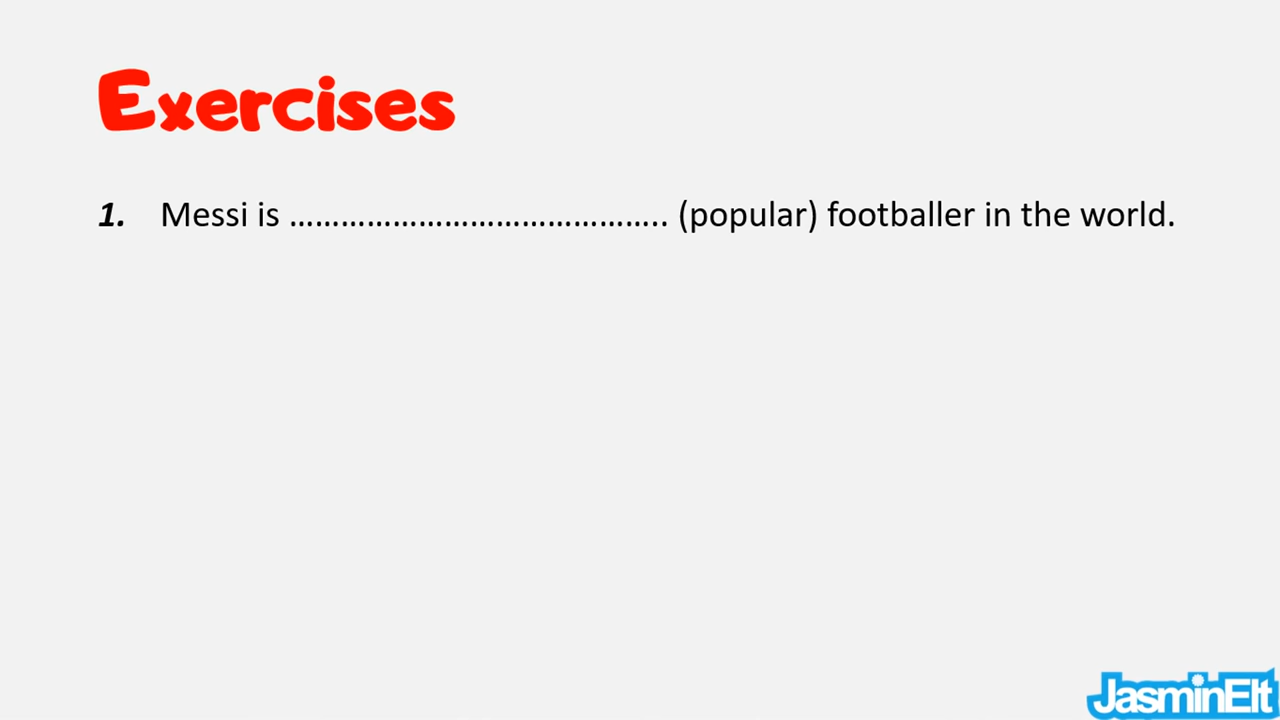 Exercises
1. Messi is …………………………………….. (popular) footballer in the world.
JasminElt